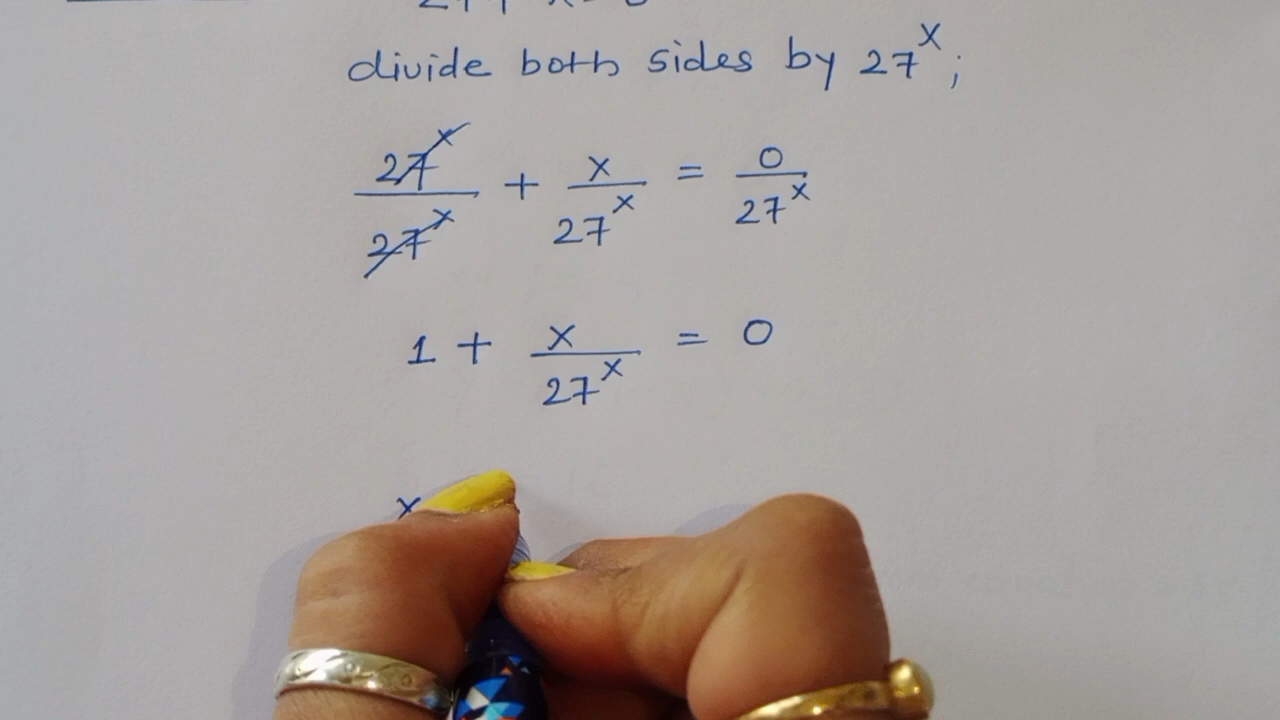 divide both sides by 27^x;
27^x/27^x + x/27^x = 0/27^x
1 + x/27^x = 0
x